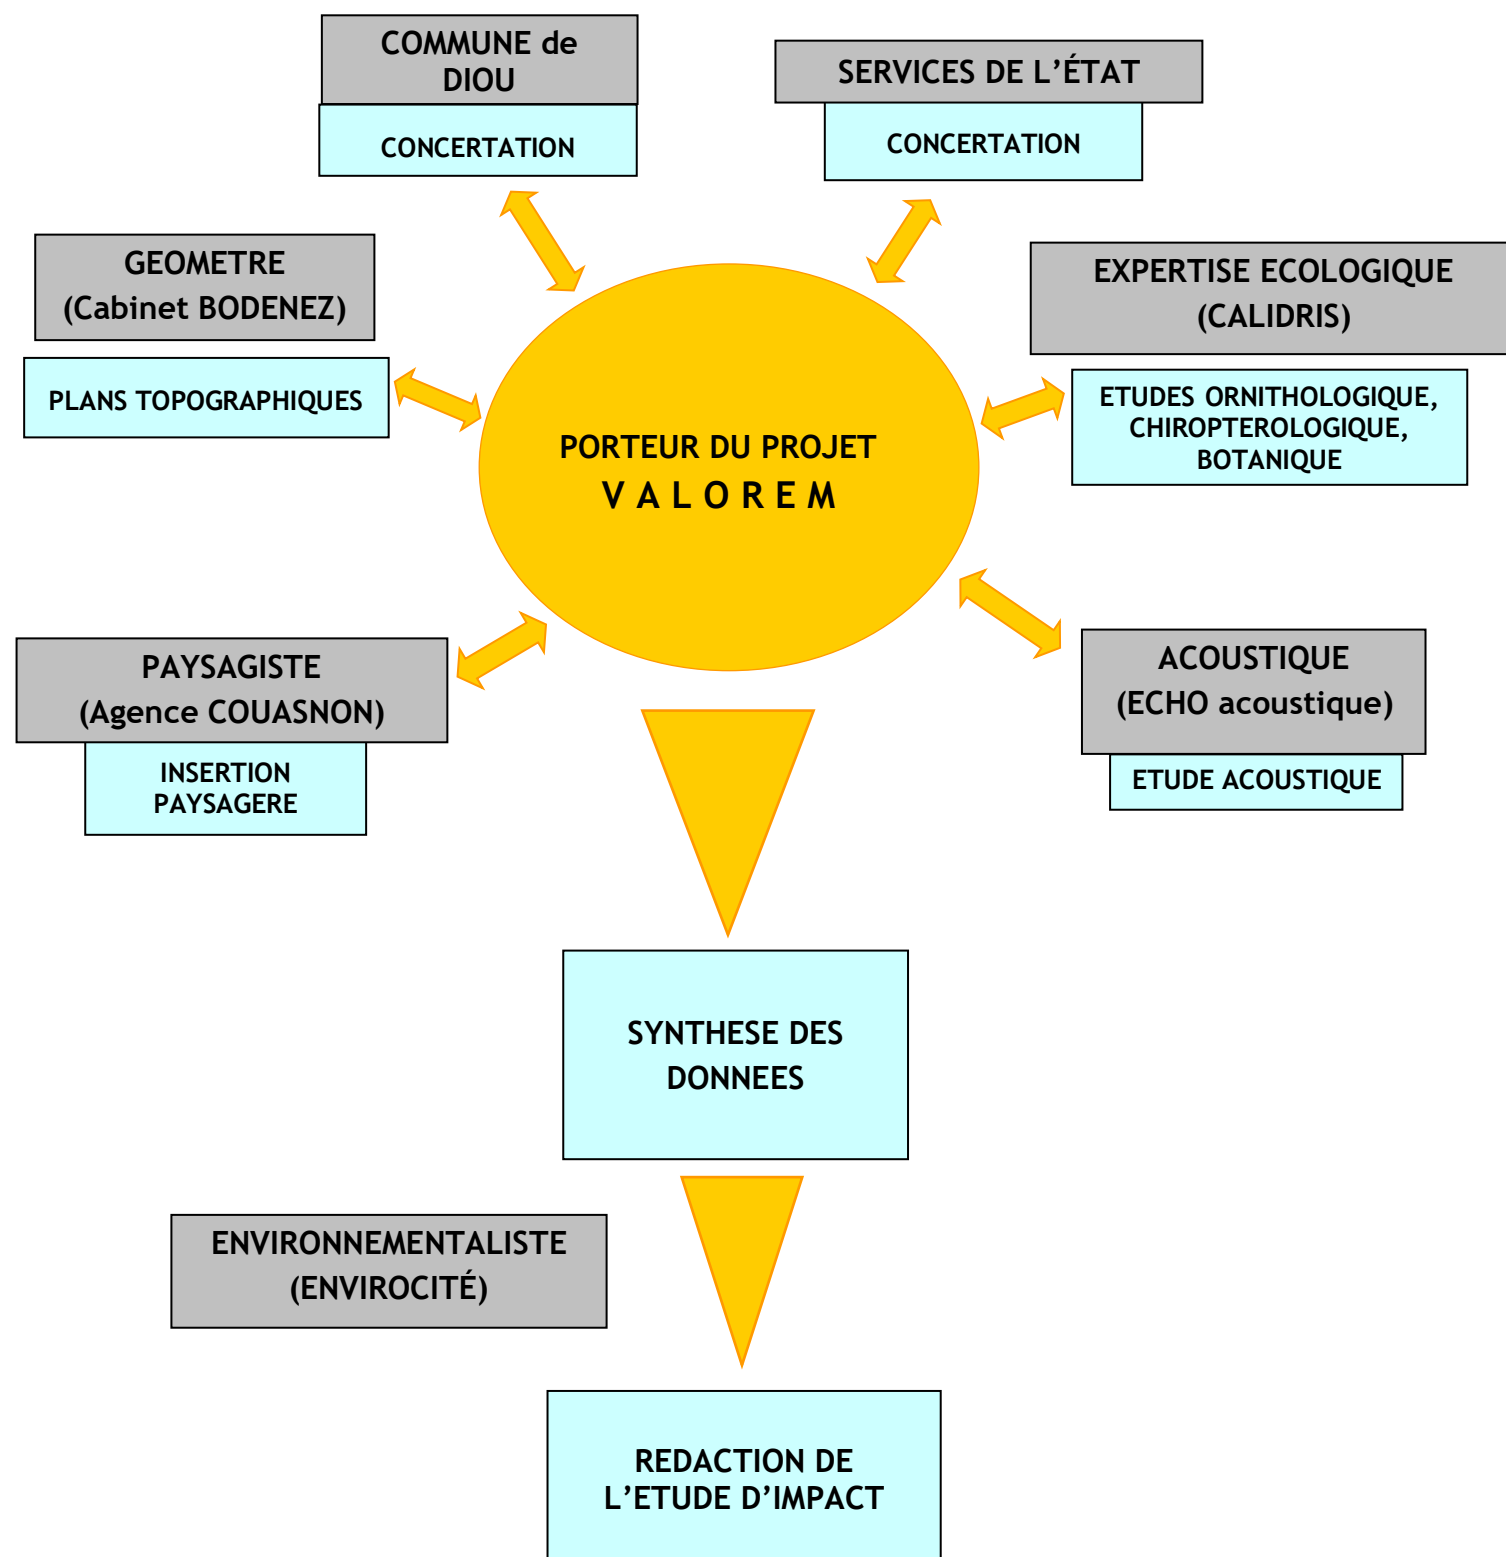 COMMUNE de
DIOU
CONCERTATION
SERVICES DE L’ÉTAT
CONCERTATION
GEOMETRE
(Cabinet BODENEZ)
PLANS TOPOGRAPHIQUES
EXPERTISE ECOLOGIQUE
(CALIDRIS)
ETUDES ORNITHOLOGIQUE,
CHIROPTEROLOGIQUE,
BOTANIQUE
PORTEUR DU PROJET
V A L O R E M
PAYSAGISTE
(Agence COUASNON)
INSERTION
PAYSAGERE
ACOUSTIQUE
(ECHO acoustique)
ETUDE ACOUSTIQUE
SYNTHESE DES
DONNEES
ENVIRONNEMENTALISTE
(ENVIROCITÉ)
REDACTION DE
L’ETUDE D’IMPACT